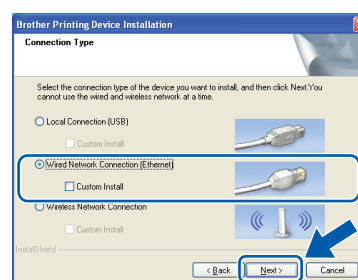 Brother Printing Device Installation
Connection Type
Select the connection type of the device you want to install, and then click Next.You
cannot use the wired and wireless network at a time.
Local Connection (USB)
Custom Install
Wired Network Connection (Ethernet)
Custom Install
Wireless Network Connection
Custom Install
InstallShield
< Back
Next >
Cancel